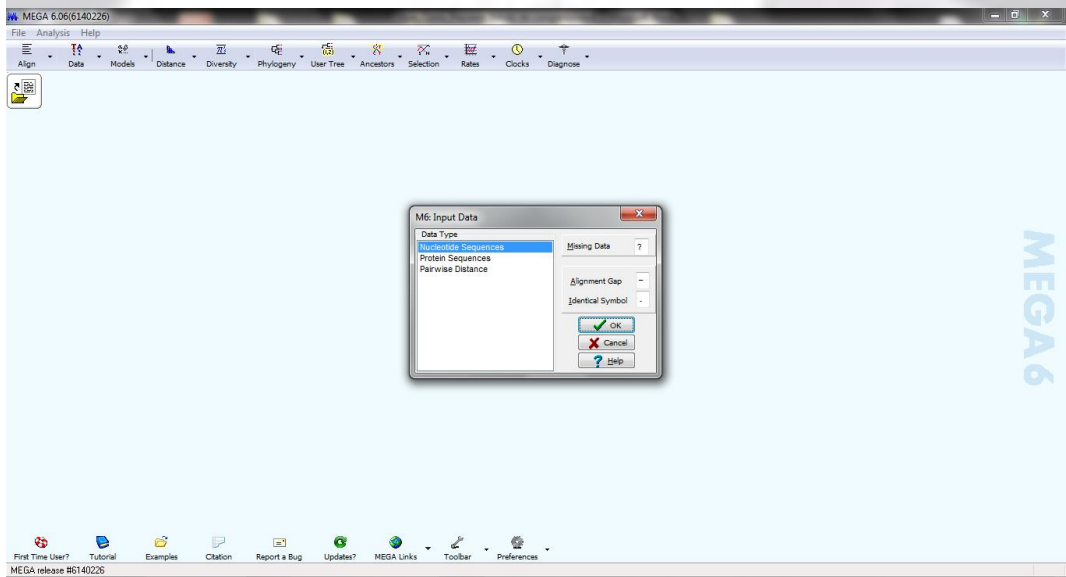 MEGA 6.06(6140226)
File Analysis Help
Align Data Models Distance Diversity Phylogeny User Tree Ancestors Selection Rates Clocks Diagnose
M6: Input Data
Data Type
Nucleotide Sequences
Protein Sequences
Pairwise Distance
Missing Data ?
Alignment Gap -
Identical Symbol .
OK
Cancel
? Help
MEGA6
First Time User? Tutorial Examples Citation Report a Bug Updates? MEGA Links Toolbar Preferences
MEGA release #6140226